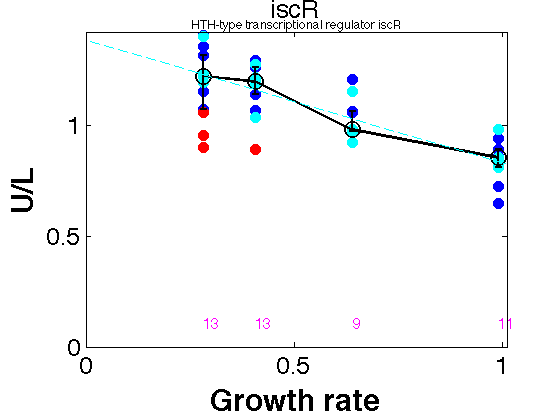 iscR
HTH-type transcriptional regulator iscR
1
0.5
0
U/L
13
13
9
11
0
0.5
1
Growth rate